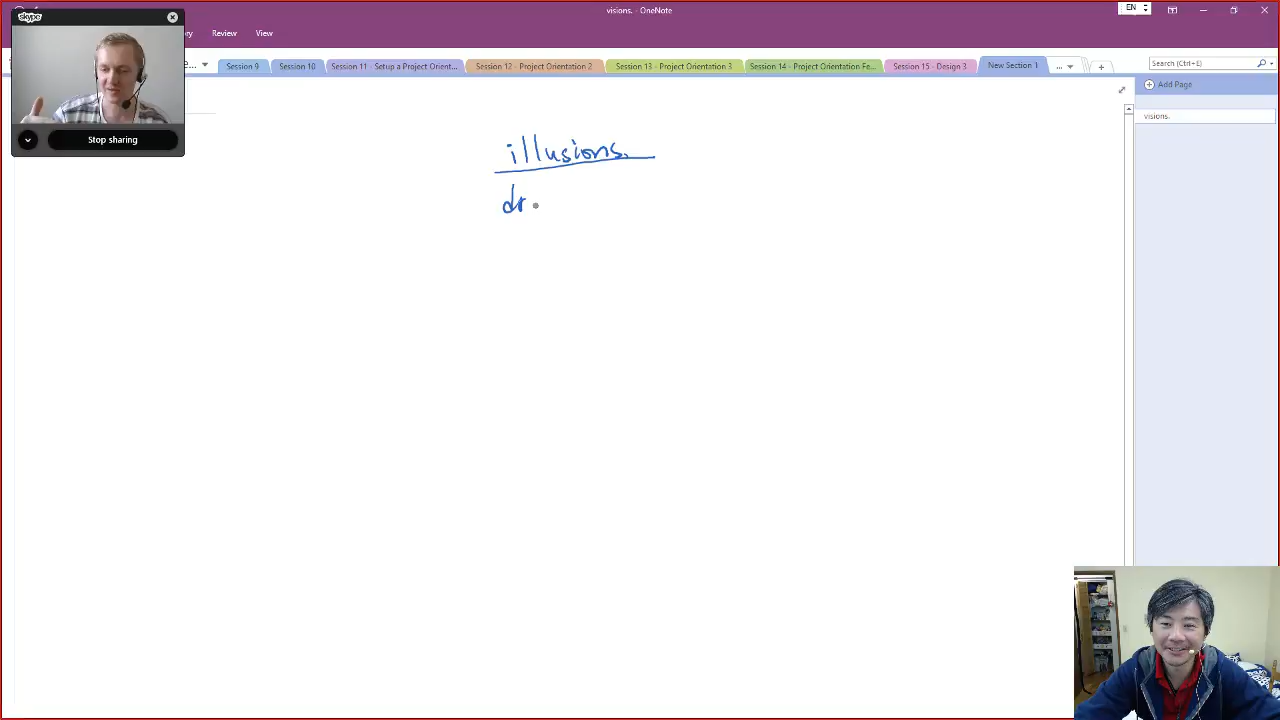 visions. - OneNote
EN
skype
Review
View
Session 9
Session 10
Session 11 - Setup a Project Orient...
Session 12 - Project Orientation 2
Session 13 - Project Orientation 3
Session 14 - Project Orientation Fe...
Session 15 - Design 3
New Section 1
...
Search (Ctrl+E)
Add Page
visions.
Stop sharing
illusions.
dr